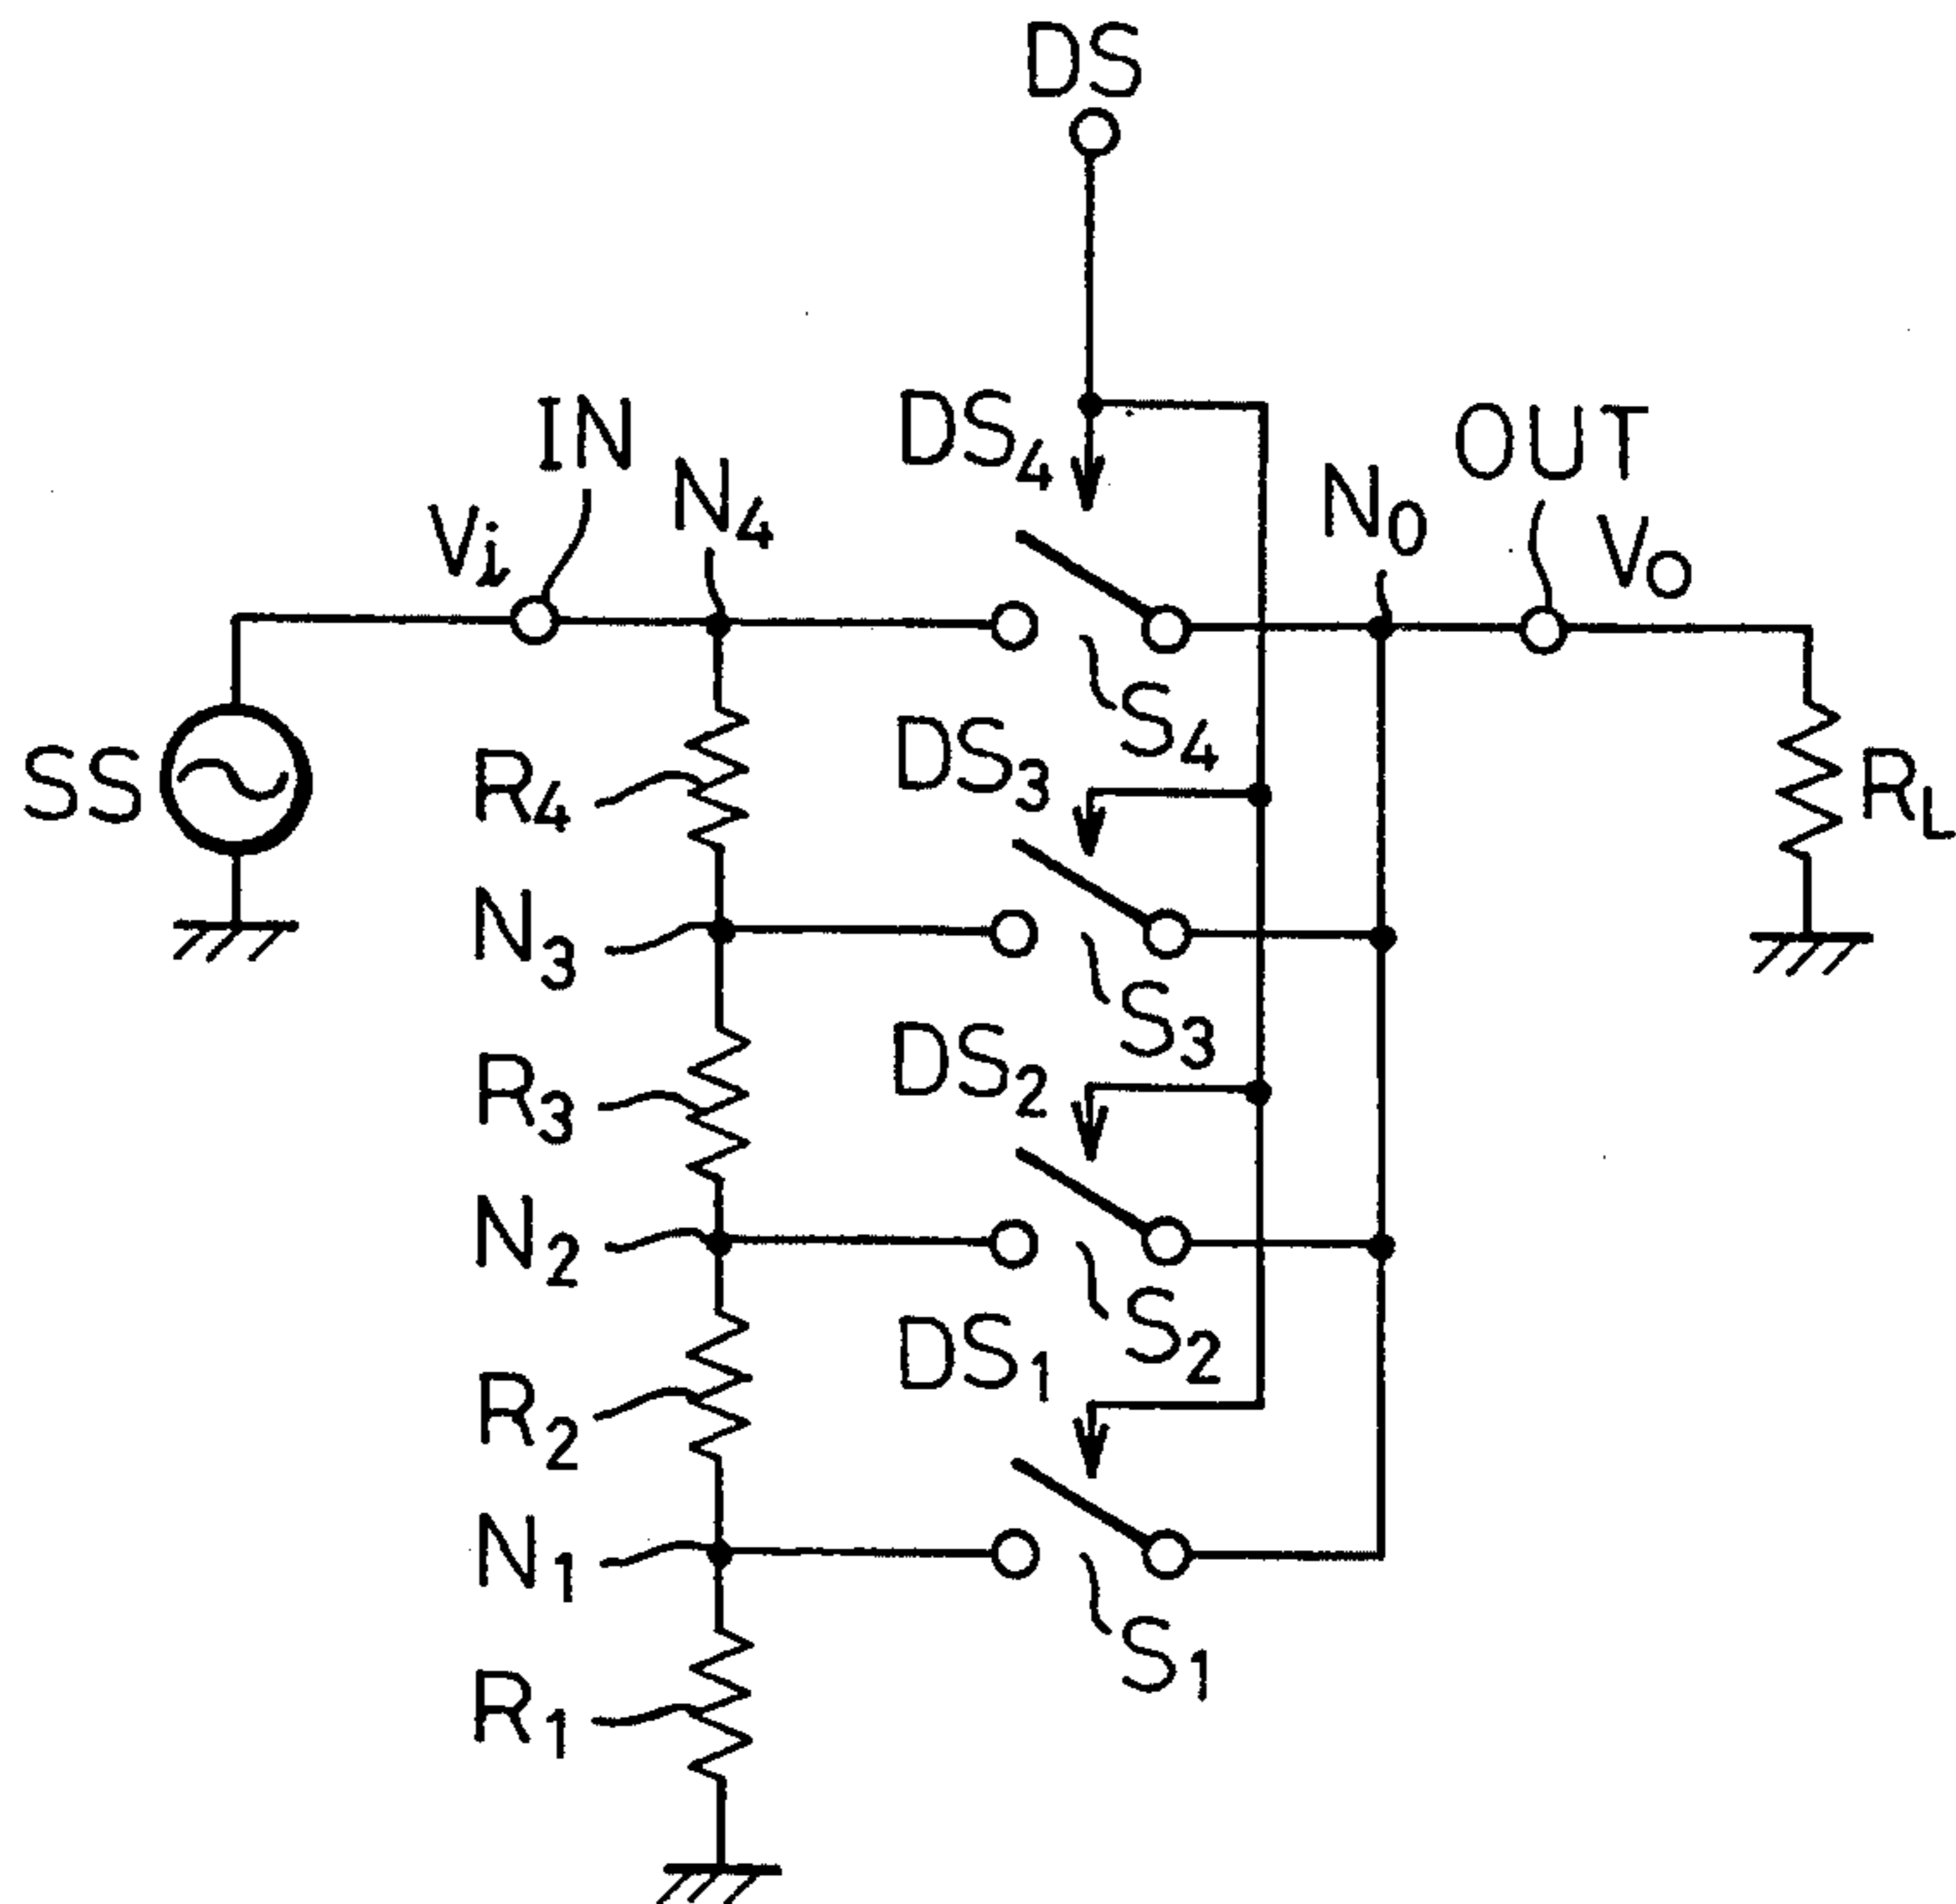 DS
IN
N4
DS4
N0
OUT
Vi
VO
S4
SS
R4
DS3
RL
N3
S3
R3
DS2
N2
S2
R2
DS1
N1
S1
R1